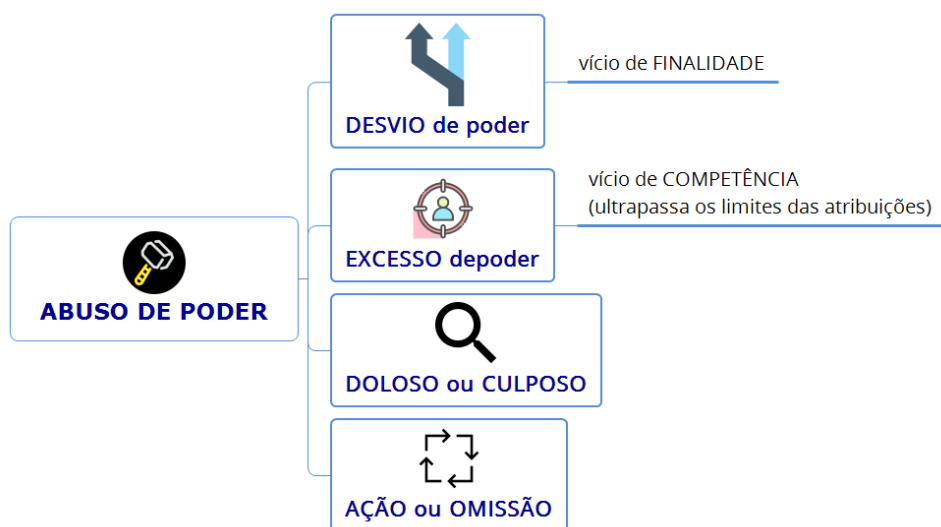 ABUSO DE PODER
DESVIO de poder
vício de FINALIDADE
EXCESSO depoder
vício de COMPETÊNCIA
(ultrapassa os limites das atribuições)
DOLOSO ou CULPOSO
AÇÃO ou OMISSÃO